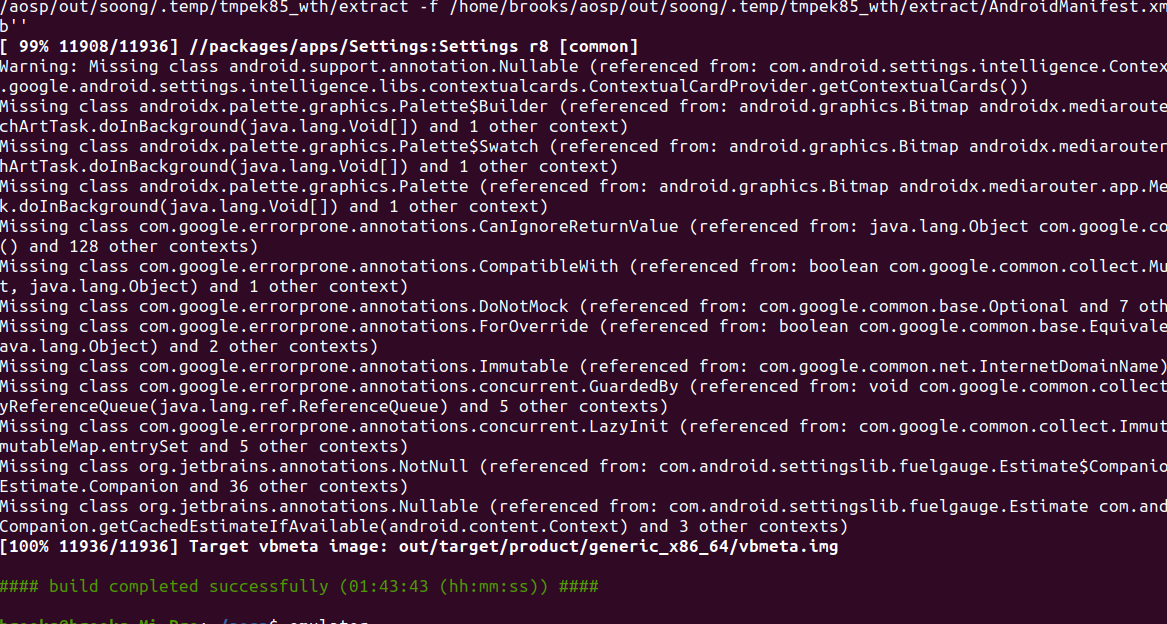 /aosp/out/soong/.temp/tmpek85_wth/extract -f /home/brooks/aosp/out/soong/.temp/tmpek85_wth/extract/AndroidManifest.xm
b''
[ 99% 11908/11936] //packages/apps/Settings:Settings r8 [common]
Warning: Missing class android.support.annotation.Nullable (referenced from: com.android.settings.intelligence.Contex
.google.android.settings.intelligence.libs.contextualcards.ContextualCardProvider.getContextualCards())
Missing class androidx.palette.graphics.Palette$Builder (referenced from: android.graphics.Bitmap androidx.mediaroute
chArtTask.doInBackground(java.lang.Void[]) and 1 other context)
Missing class androidx.palette.graphics.Palette$Swatch (referenced from: android.graphics.Bitmap androidx.mediarouter
hArtTask.doInBackground(java.lang.Void[]) and 1 other context)
Missing class androidx.palette.graphics.Palette (referenced from: android.graphics.Bitmap androidx.mediarouter.app.Me
k.doInBackground(java.lang.Void[]) and 1 other context)
Missing class com.google.errorprone.annotations.CanIgnoreReturnValue (referenced from: java.lang.Object com.google.co
() and 128 other contexts)
Missing class com.google.errorprone.annotations.CompatibleWith (referenced from: boolean com.google.common.collect.Mu
t, java.lang.Object) and 1 other context)
Missing class com.google.errorprone.annotations.DoNotMock (referenced from: com.google.common.base.Optional and 7 oth
Missing class com.google.errorprone.annotations.ForOverride (referenced from: boolean com.google.common.base.Equivale
ava.lang.Object) and 2 other contexts)
Missing class com.google.errorprone.annotations.Immutable (referenced from: com.google.common.net.InternetDomainName)
Missing class com.google.errorprone.annotations.concurrent.GuardedBy (referenced from: void com.google.common.collect
yReferenceQueue(java.lang.ref.ReferenceQueue) and 5 other contexts)
Missing class com.google.errorprone.annotations.concurrent.LazyInit (referenced from: com.google.common.collect.Immut
mutableMap.entrySet and 5 other contexts)
Missing class org.jetbrains.annotations.NotNull (referenced from: com.android.settingslib.fuelgauge.Estimate$Companio
Estimate.Companion and 36 other contexts)
Missing class org.jetbrains.annotations.Nullable (referenced from: com.android.settingslib.fuelgauge.Estimate com.and
Companion.getCachedEstimateIfAvailable(android.content.Context) and 3 other contexts)
[100% 11936/11936] Target vbmeta image: out/target/product/generic_x86_64/vbmeta.img
#### build completed successfully (01:43:43 (hh:mm:ss)) ####